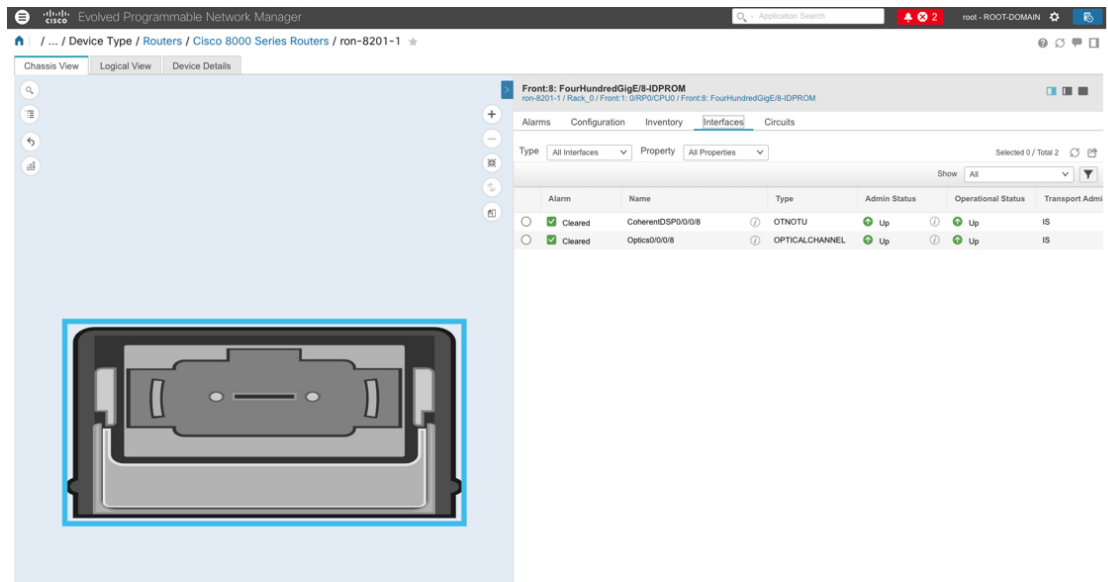 cisco Evolved Programmable Network Manager
Application Search
2
root - ROOT-DOMAIN
/ ... / Device Type / Routers / Cisco 8000 Series Routers / ron-8201-1
Chassis View Logical View Device Details
Front:8: FourHundredGigE/8-IDPROM
ron-8201-1 / Rack_0 / Front:1: 0/RP0/CPU0 / Front:8: FourHundredGigE/8-IDPROM
Alarms Configuration Inventory Interfaces Circuits
Type All Interfaces Property All Properties Selected 0 / Total 2
Show All
Alarm Name Type Admin Status Operational Status Transport Admi
Cleared CoherentDSP0/0/0/8 OTNOTU Up Up IS
Cleared Optics0/0/0/8 OPTICALCHANNEL Up Up IS